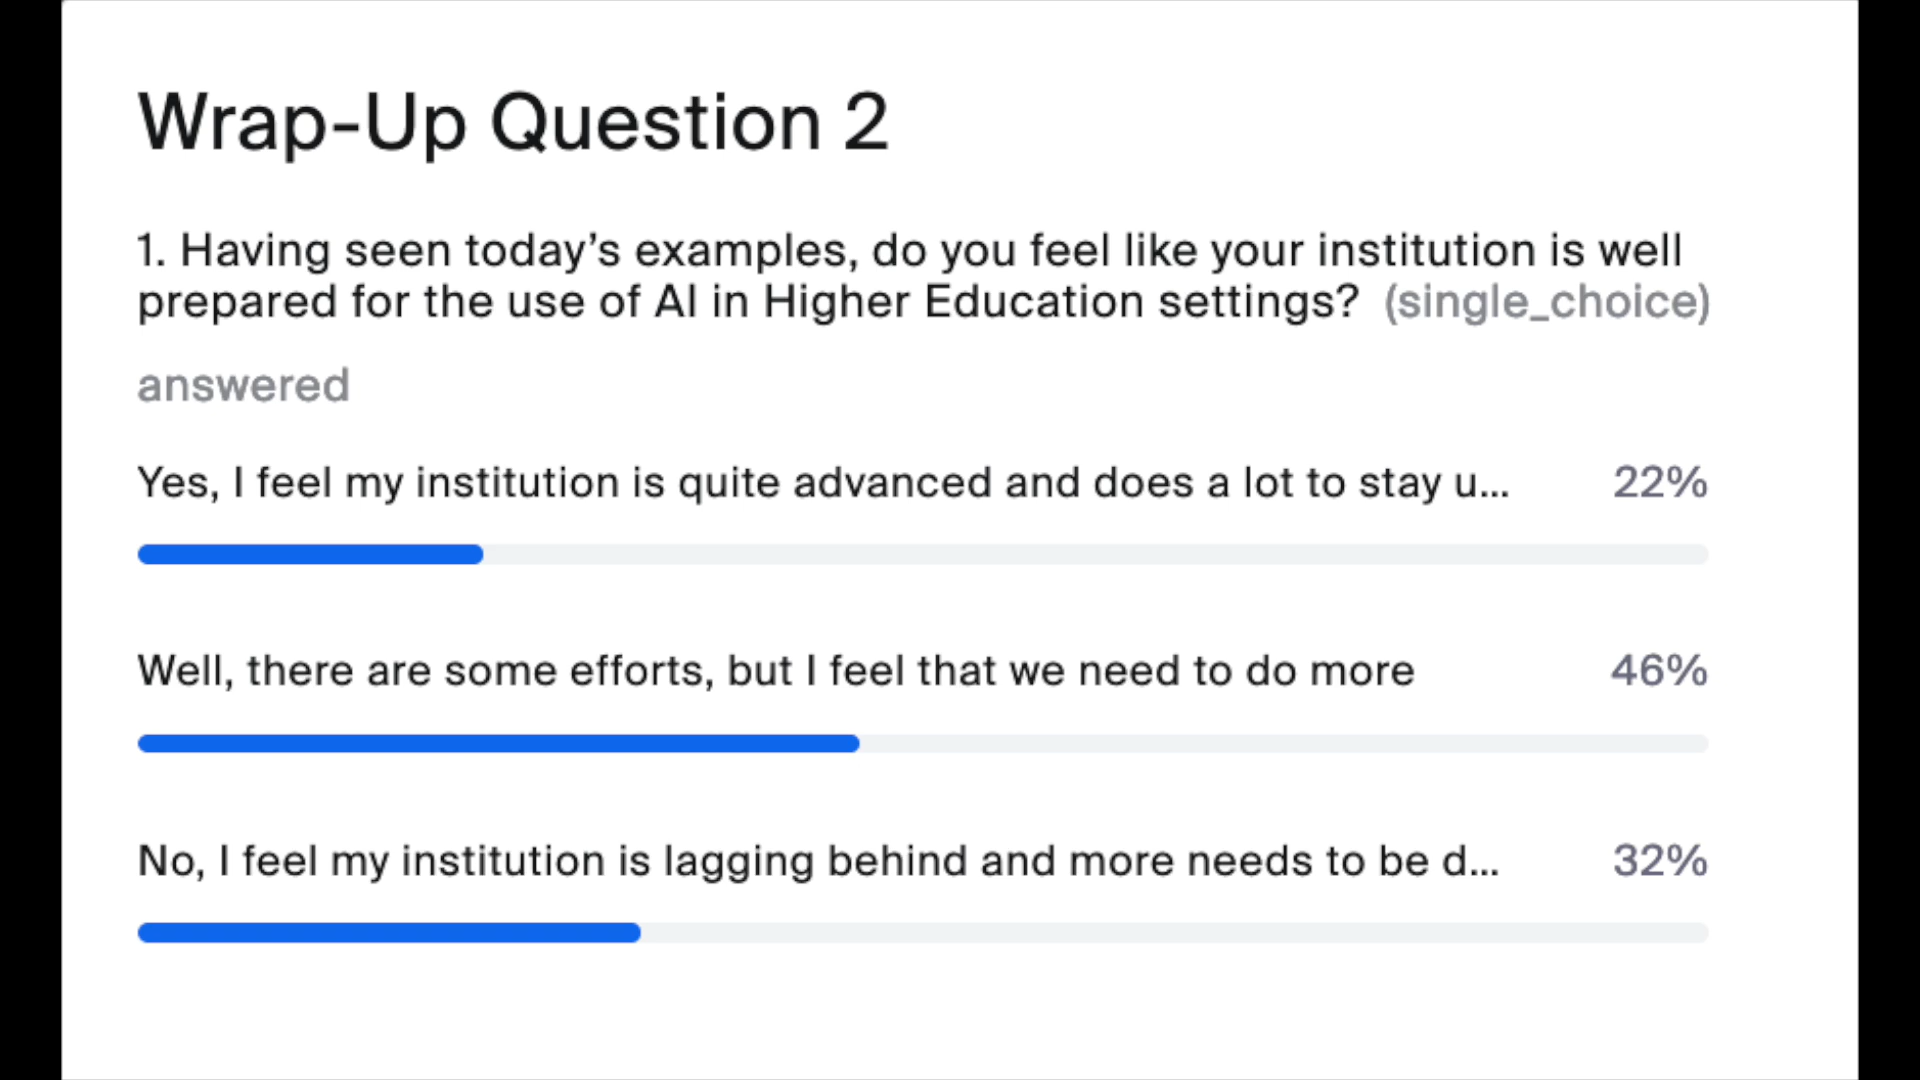 Wrap-Up Question 2
1. Having seen today’s examples, do you feel like your institution is well
prepared for the use of AI in Higher Education settings? (single_choice)
answered
Yes, I feel my institution is quite advanced and does a lot to stay u... 22%
Well, there are some efforts, but I feel that we need to do more 46%
No, I feel my institution is lagging behind and more needs to be d... 32%